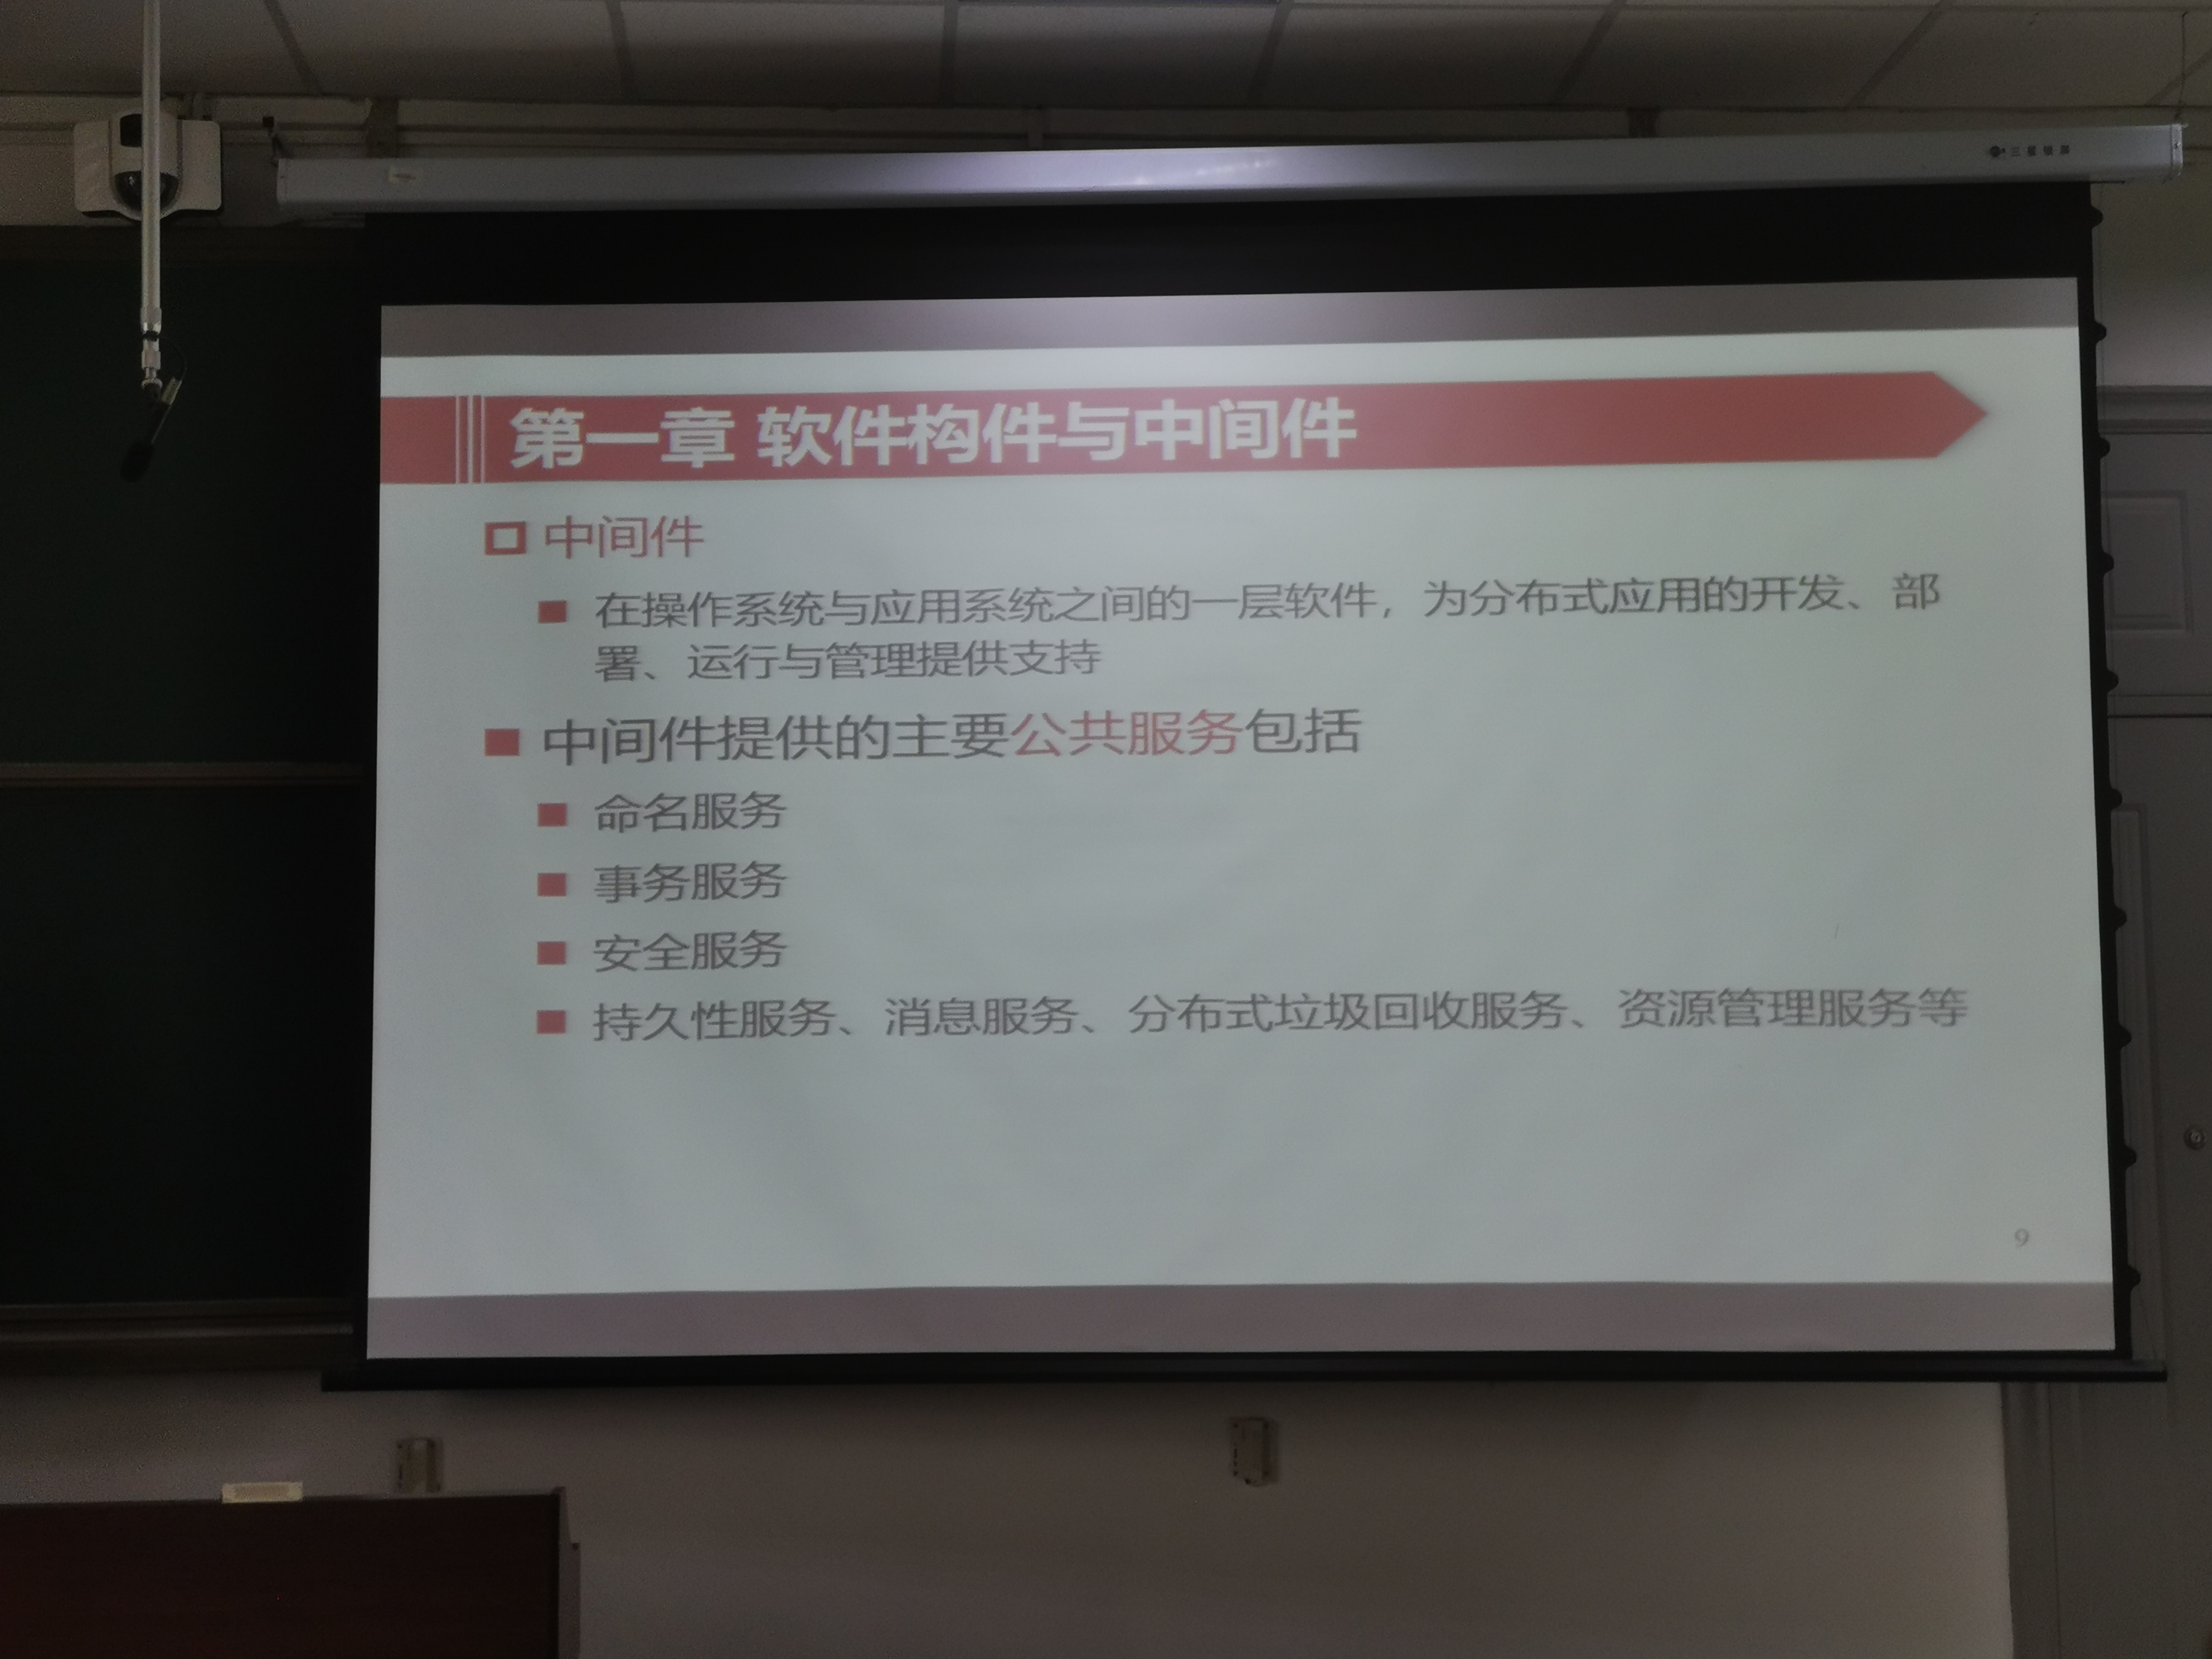 第一章 软件构件与中间件
中间件
在操作系统与应用系统之间的一层软件，为分布式应用的开发、部
署、运行与管理提供支持
中间件提供的主要公共服务包括
命名服务
事务服务
安全服务
持久性服务、消息服务、分布式垃圾回收服务、资源管理服务等
9